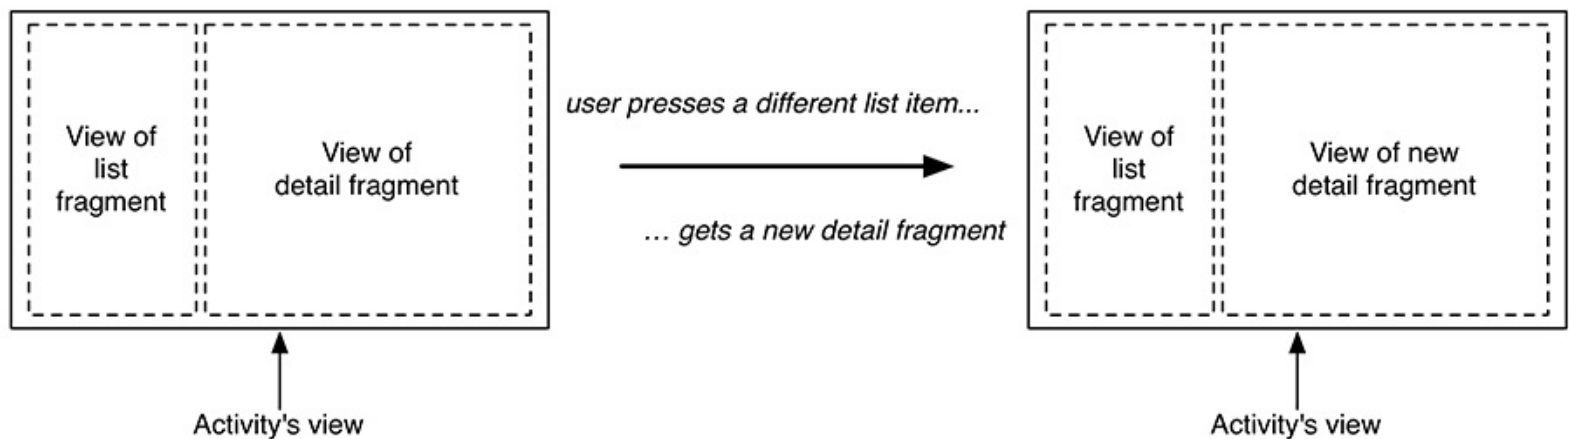 View of
list
fragment
View of
detail fragment
user presses a different list item...
... gets a new detail fragment
View of
list
fragment
View of new
detail fragment
Activity's view
Activity's view